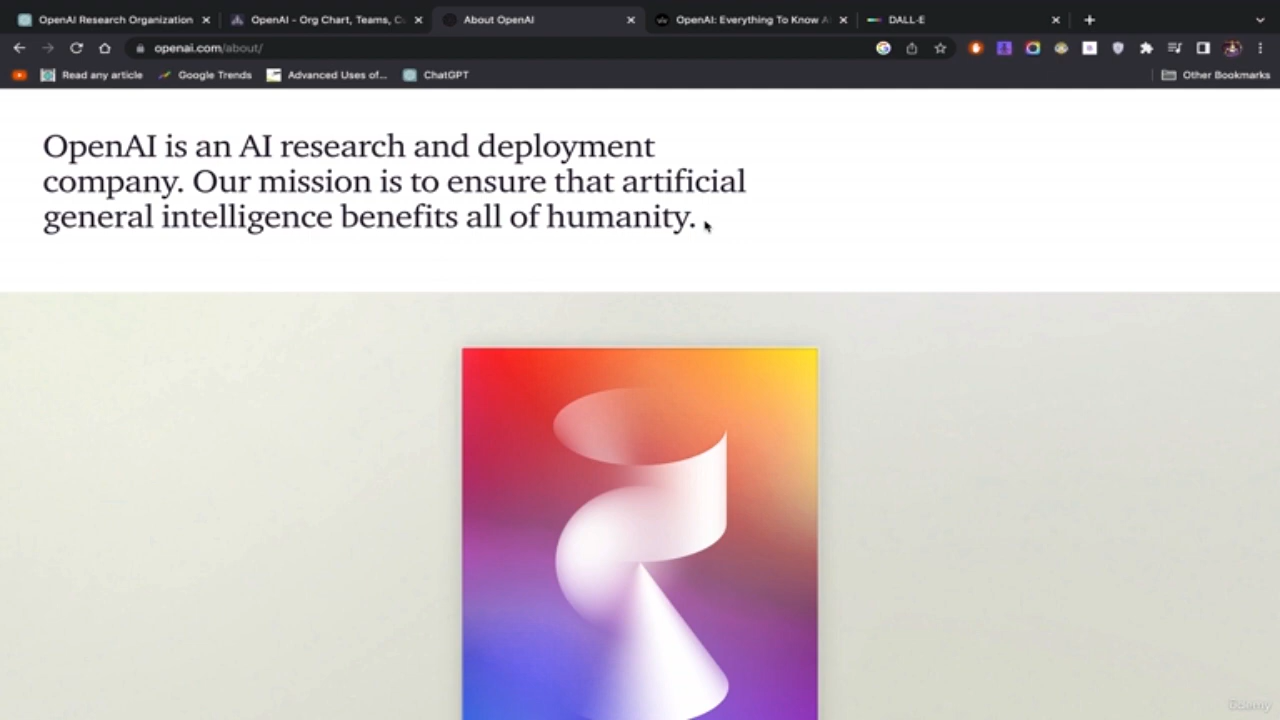 OpenAI Research Organization
OpenAI - Org Chart, Teams, C
About OpenAI
OpenAI: Everything To Know A
DALL·E
openai.com/about/
Read any article
Google Trends
Advanced Uses of...
ChatGPT
Other Bookmarks
OpenAI is an AI research and deployment
company. Our mission is to ensure that artificial
general intelligence benefits all of humanity.
Udemy